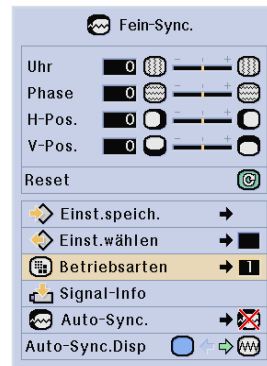 Fein-Sync.
Uhr 0
Phase 0
H-Pos. 0
V-Pos. 0
Reset
Einst.speich.
Einst.wählen
Betriebsarten 1
Signal-Info
Auto-Sync.
Auto-Sync.Disp